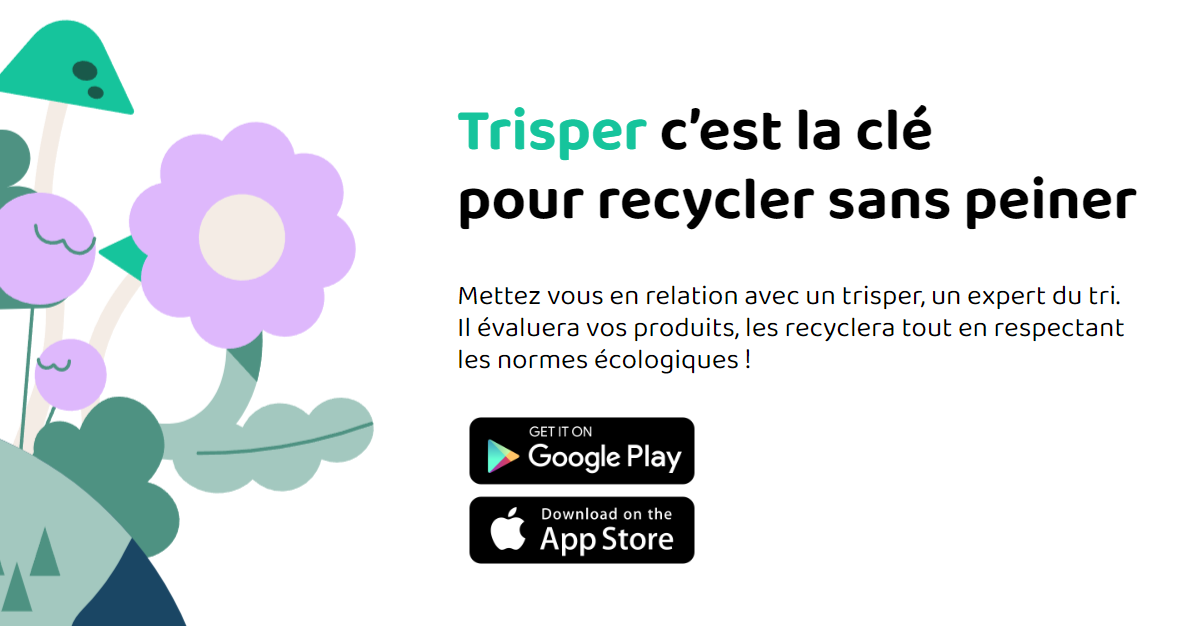 Trisper c’est la clé
pour recycler sans peiner
Mettez vous en relation avec un trisper, un expert du tri.
Il évaluera vos produits, les recyclera tout en respectant
les normes écologiques !
GET IT ON
Google Play
Download on the
App Store